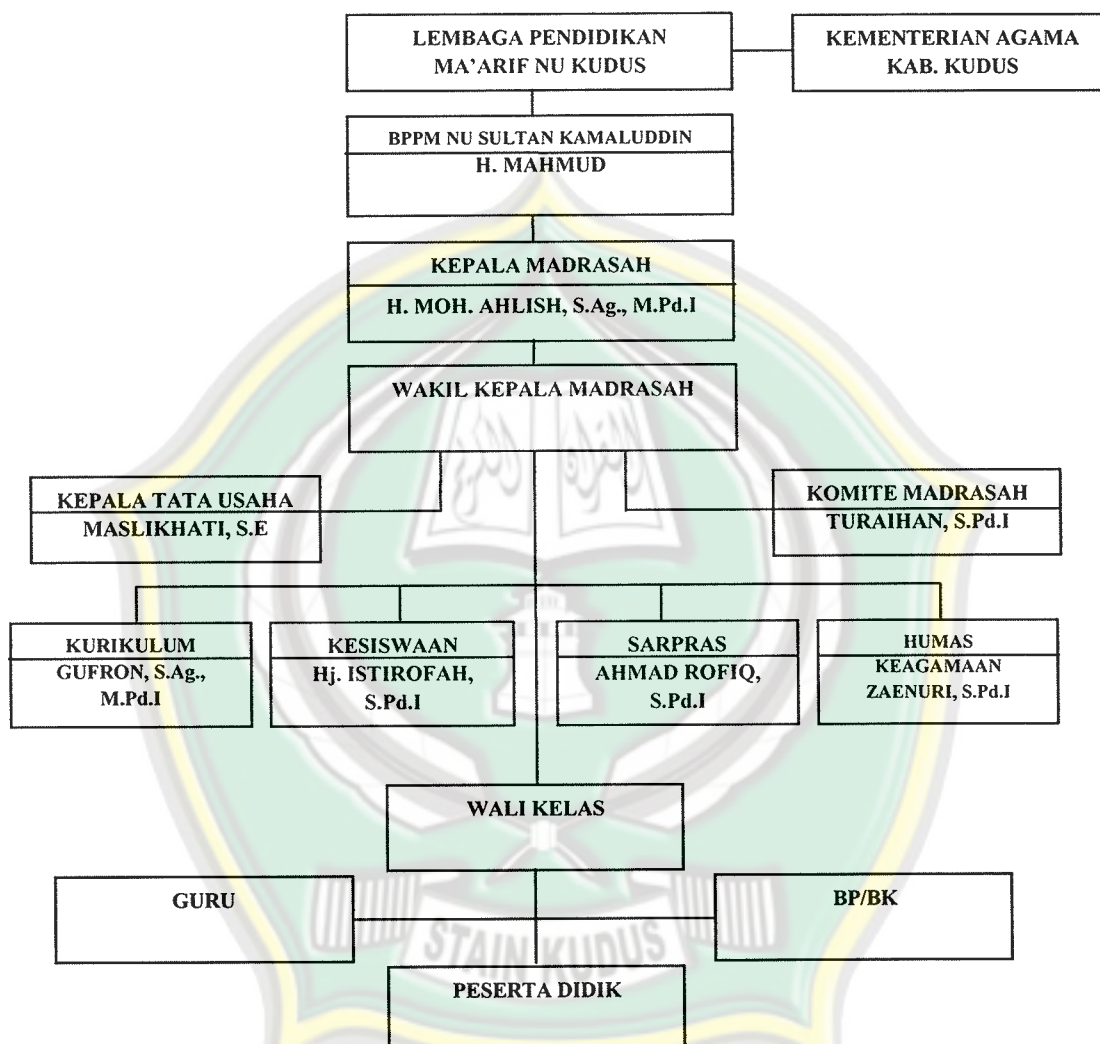 LEMBAGA PENDIDIKAN
MA'ARIF NU KUDUS
KEMENTERIAN AGAMA
KAB. KUDUS
BPPM NU SULTAN KAMALUDDIN
H. MAHMUD
KEPALA MADRASAH
H. MOH. AHLISH, S.Ag., M.Pd.I
WAKIL KEPALA MADRASAH
KEPALA TATA USAHA
MASLIKHATI, S.E
KOMITE MADRASAH
TURAIHAN, S.Pd.I
KURIKULUM
GUFRON, S.Ag.,
M.Pd.I
KESISWAAN
Hj. ISTIROFAH,
S.Pd.I
SARPRAS
AHMAD ROFIQ,
S.Pd.I
HUMAS
KEAGAMAAN
ZAENURI, S.Pd.I
WALI KELAS
GURU
BP/BK
STAIN KUDUS
PESERTA DIDIK